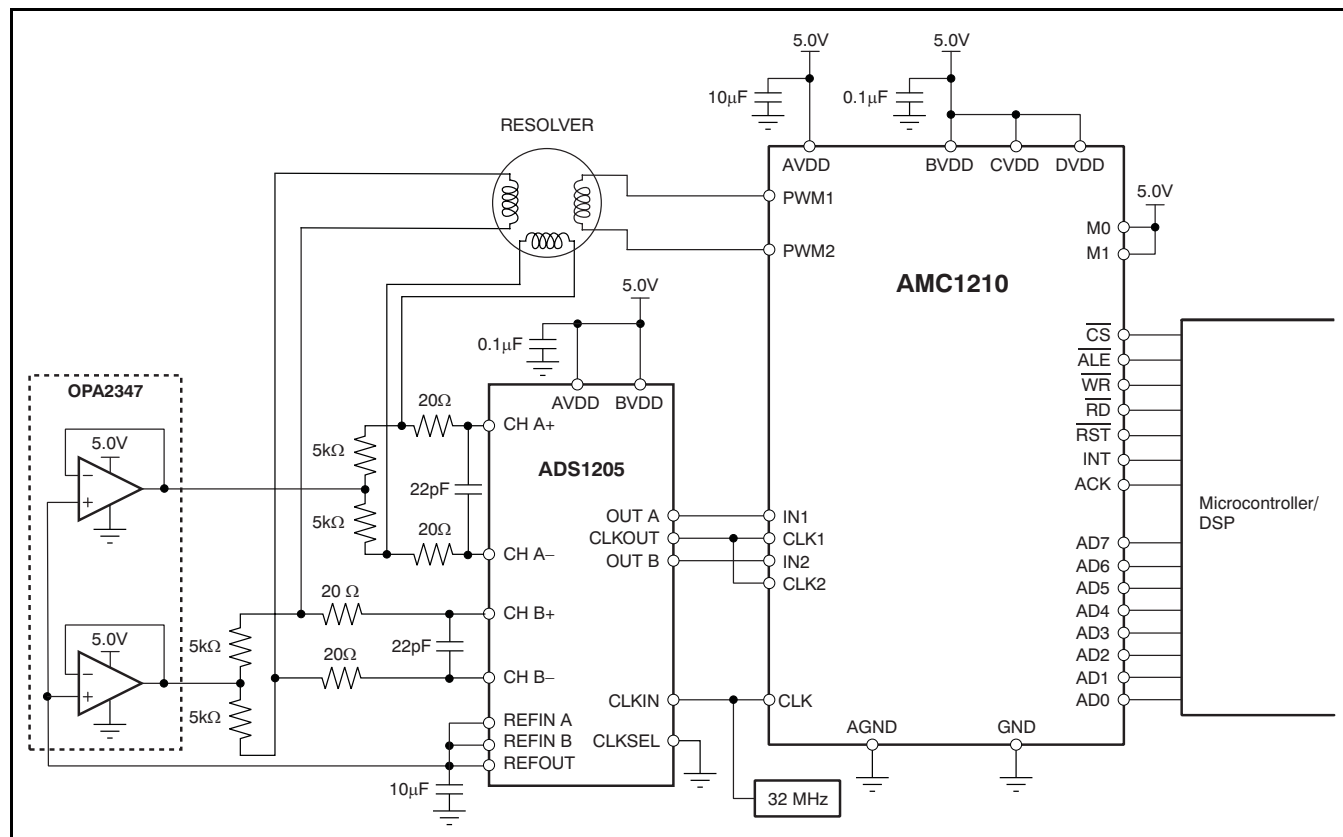 5.0V
5.0V
10µF
0.1µF
RESOLVER
AVDD
BVDD
CVDD
DVDD
PWM1
PWM2
5.0V
M0
M1
AMC1210
5.0V
0.1µF
AVDD
BVDD
CS
ALE
WR
RD
RST
INT
ACK
AD7
AD6
AD5
AD4
AD3
AD2
AD1
AD0
Microcontroller/
DSP
OPA2347
5.0V
−
+
5.0V
−
+
5kΩ
5kΩ
20Ω
20Ω
22pF
CH A+
CH A−
ADS1205
OUT A
CLKOUT
OUT B
IN1
CLK1
IN2
CLK2
5kΩ
5kΩ
20 Ω
20Ω
22pF
CH B+
CH B−
REFIN A
REFIN B
REFOUT
10µF
CLKIN
CLKSEL
CLK
AGND
GND
32 MHz